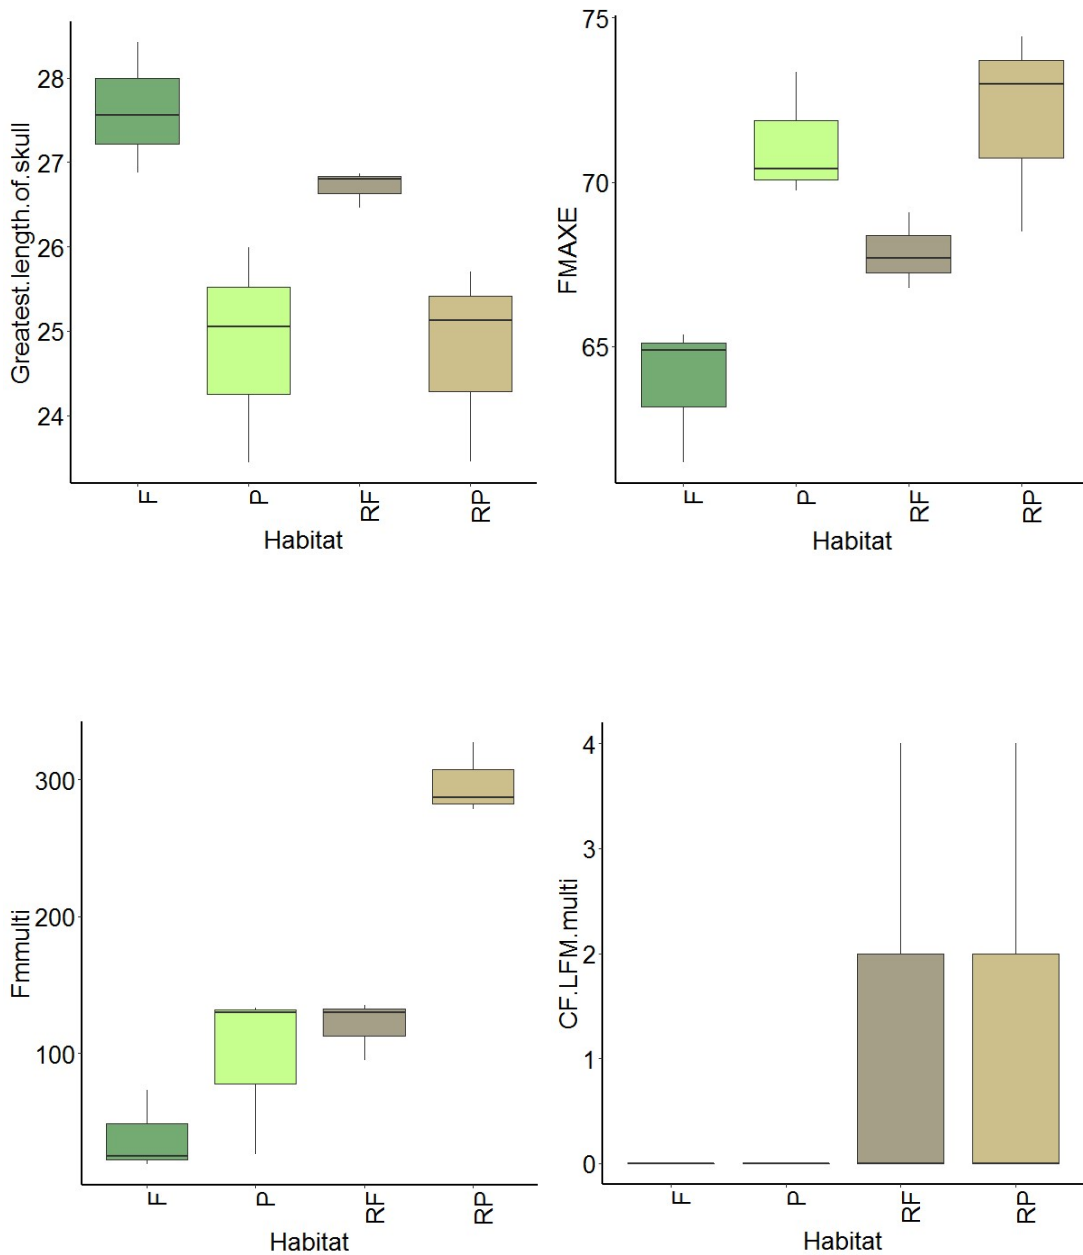 Greatest.length.of.skull
28
27
26
25
24
F
P
RF
RP
Habitat
FMAXE
75
70
65
F
P
RF
RP
Habitat
Fmmulti
300
200
100
F
P
RF
RP
Habitat
CF.LFM.multi
4
3
2
1
0
F
P
RF
RP
Habitat